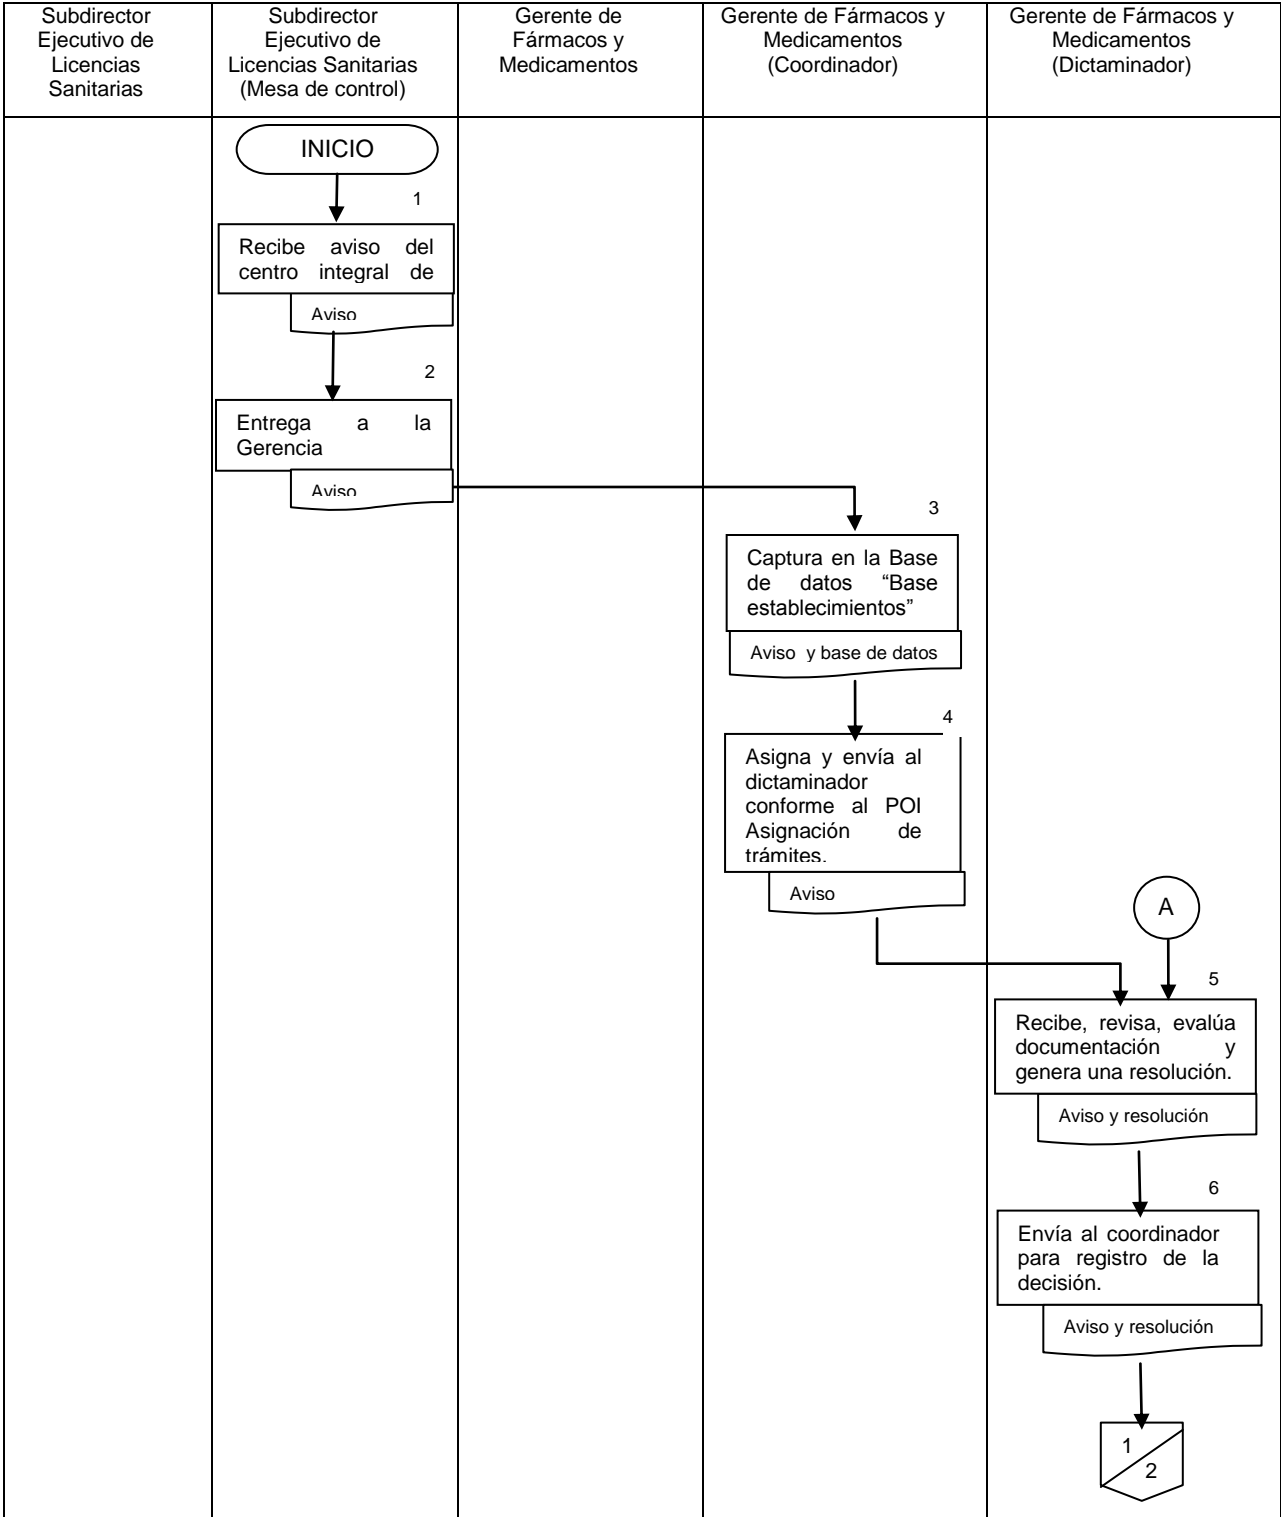 Subdirector
Ejecutivo de
Licencias
Sanitarias
Subdirector
Ejecutivo de
Licencias Sanitarias
(Mesa de control)
Gerente de
Fármacos y
Medicamentos
Gerente de Fármacos y
Medicamentos
(Coordinador)
Gerente de Fármacos y
Medicamentos
(Dictaminador)
INICIO
1
Recibe aviso del
centro integral de
Aviso
2
Entrega a la
Gerencia
Aviso
3
Captura en la Base
de datos “Base
establecimientos”
Aviso y base de datos
4
Asigna y envía al
dictaminador
conforme al POI
Asignación de
trámites.
Aviso
A
5
Recibe, revisa, evalúa
documentación y
genera una resolución.
Aviso y resolución
6
Envía al coordinador
para registro de la
decisión.
Aviso y resolución
1
2